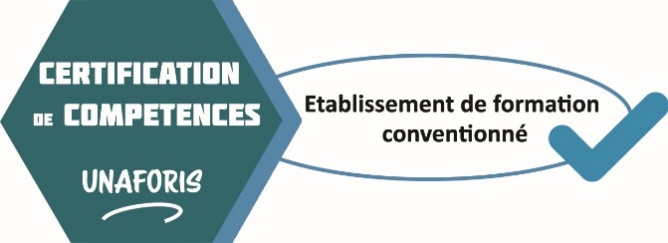 CERTIFICATION
DE COMPETENCES
UNAFORIS
Etablissement de formation
conventionné